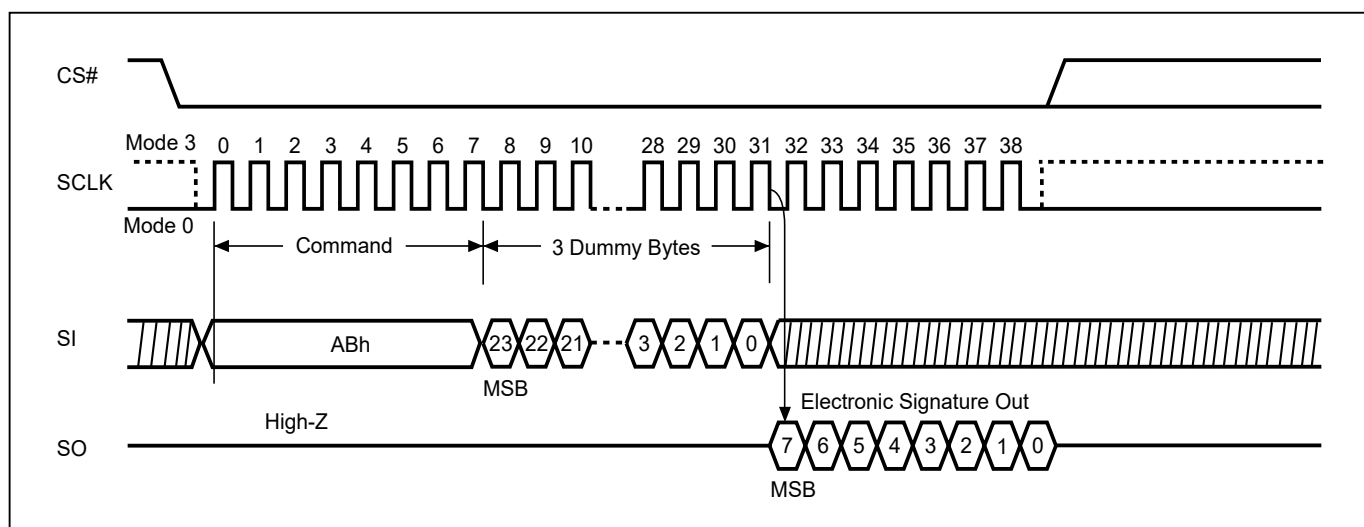 CS#
Mode 3
0 1 2 3 4 5 6 7 8 9 10 28 29 30 31 32 33 34 35 36 37 38
SCLK
Mode 0
Command
3 Dummy Bytes
SI
ABh
23 22 21 3 2 1 0
MSB
Electronic Signature Out
High-Z
SO
7 6 5 4 3 2 1 0
MSB